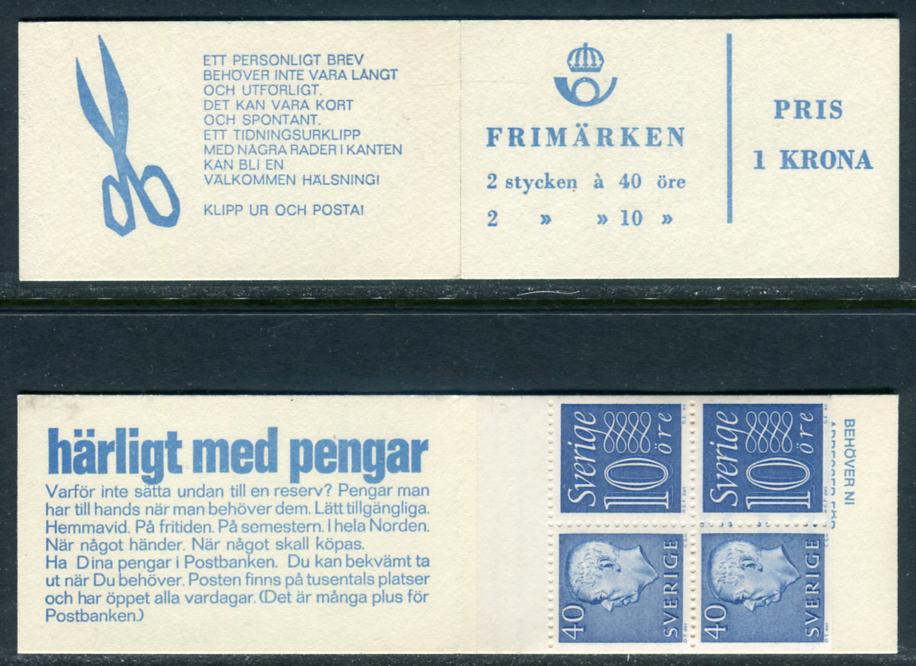 ETT PERSONLIGT BREV
BEHÖVER INTE VARA LÅNGT
OCH UTFÖRLIGT.
DET KAN VARA KORT
OCH SPONTANT.
ETT TIDNINGSURKLIPP
MED NÅGRA RADER I KANTEN
KAN BLI EN
VÄLKOMMEN HÄLSNING!
KLIPP UR OCH POSTA!
FRIMÄRKEN
2 stycken à 40 öre
2 » » 10 »
PRIS
1 KRONA
härligt med pengar
Varför inte sätta undan till en reserv? Pengar man
har till hands när man behöver dem. Lätt tillgängliga.
Hemmavid. På fritiden. På semestern. I hela Norden.
När något händer. När något skall köpas.
Ha Dina pengar i Postbanken. Du kan bekvämt ta
ut när Du behöver. Posten finns på tusentals platser
och har öppet alla vardagar. (Det är många plus för
Postbanken.)
Sverige
10 öre
Sverige
10 öre
40
SVERIGE
40
SVERIGE
BEHÖVER NI